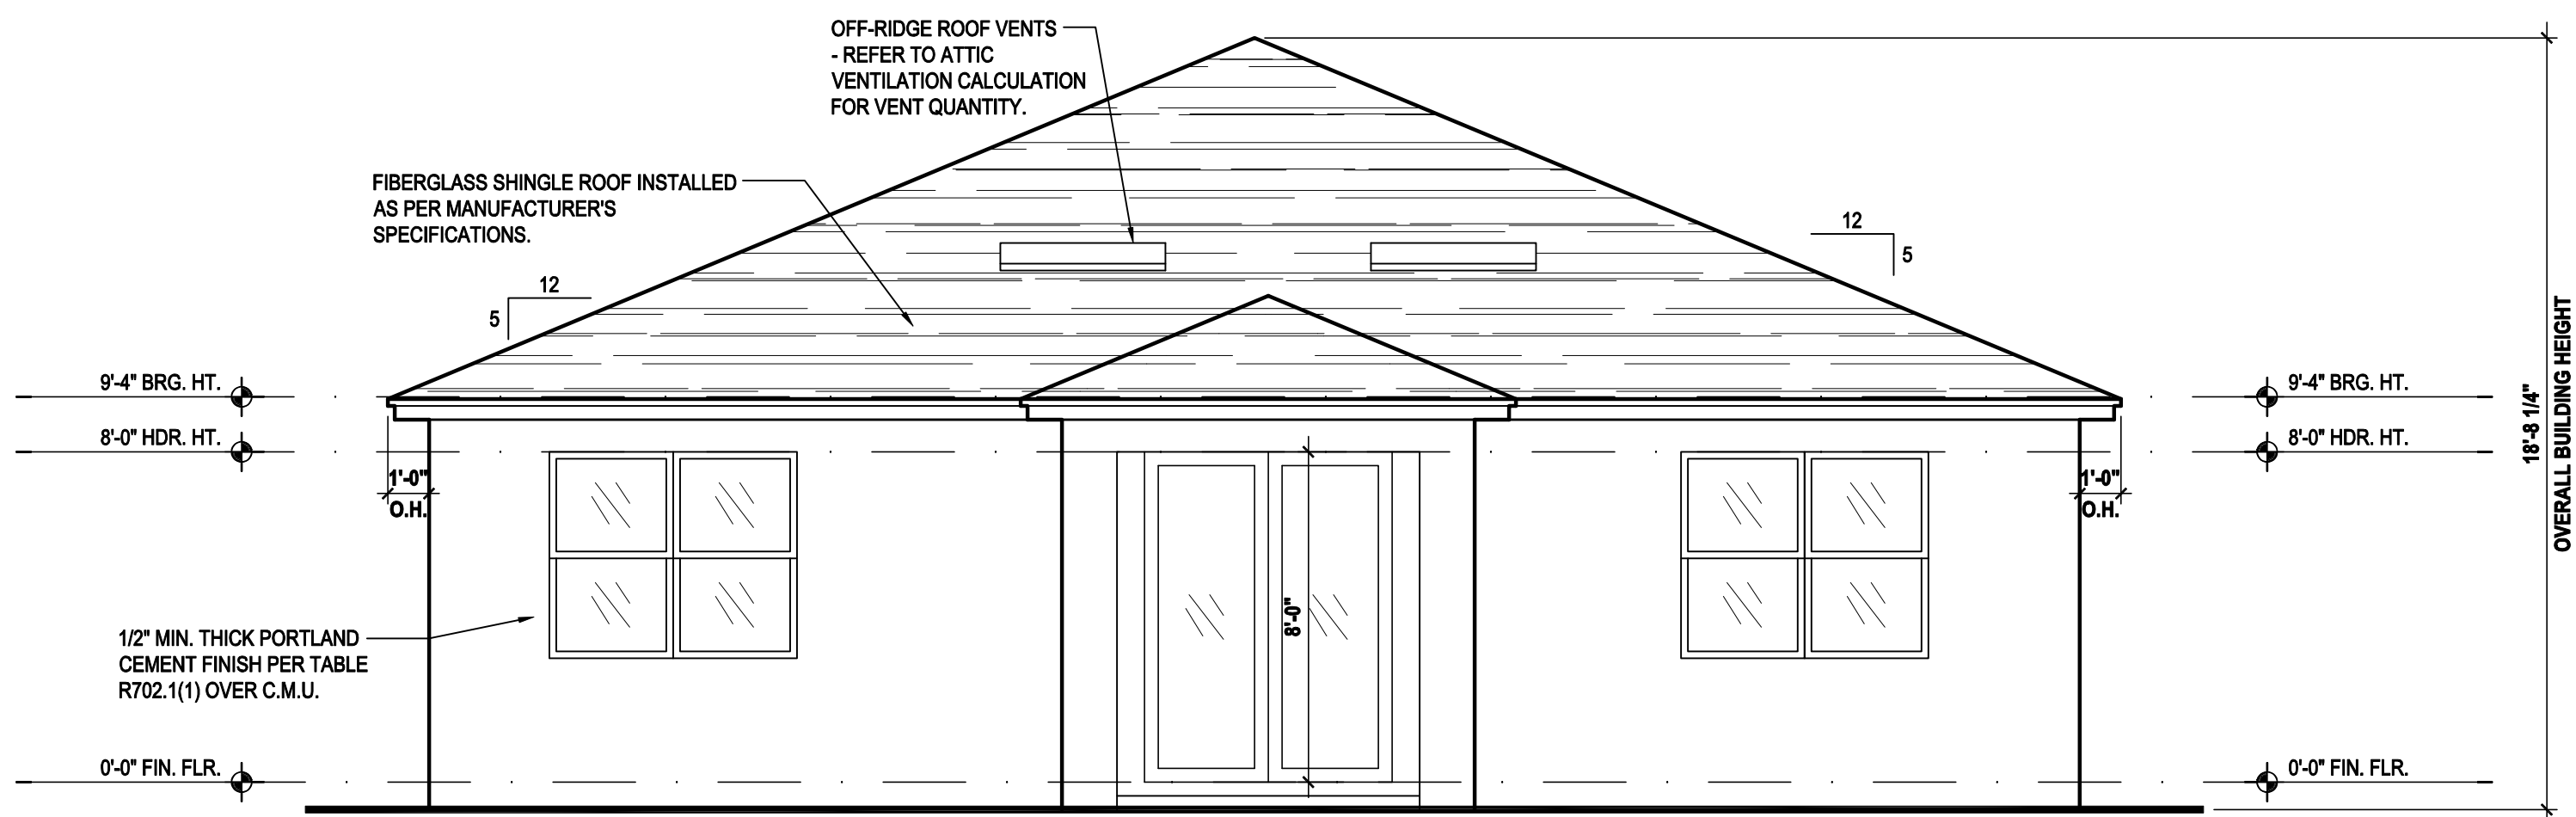 OFF-RIDGE ROOF VENTS
- REFER TO ATTIC
VENTILATION CALCULATION
FOR VENT QUANTITY.
FIBERGLASS SHINGLE ROOF INSTALLED
AS PER MANUFACTURER'S
SPECIFICATIONS.
12
5
12
5
9'-4" BRG. HT.
9'-4" BRG. HT.
8'-0" HDR. HT.
8'-0" HDR. HT.
1'-0"
O.H.
1'-0"
O.H.
18'-8 1/4"
OVERALL BUILDING HEIGHT
8'-0"
1/2" MIN. THICK PORTLAND
CEMENT FINISH PER TABLE
R702.1(1) OVER C.M.U.
0'-0" FIN. FLR.
0'-0" FIN. FLR.